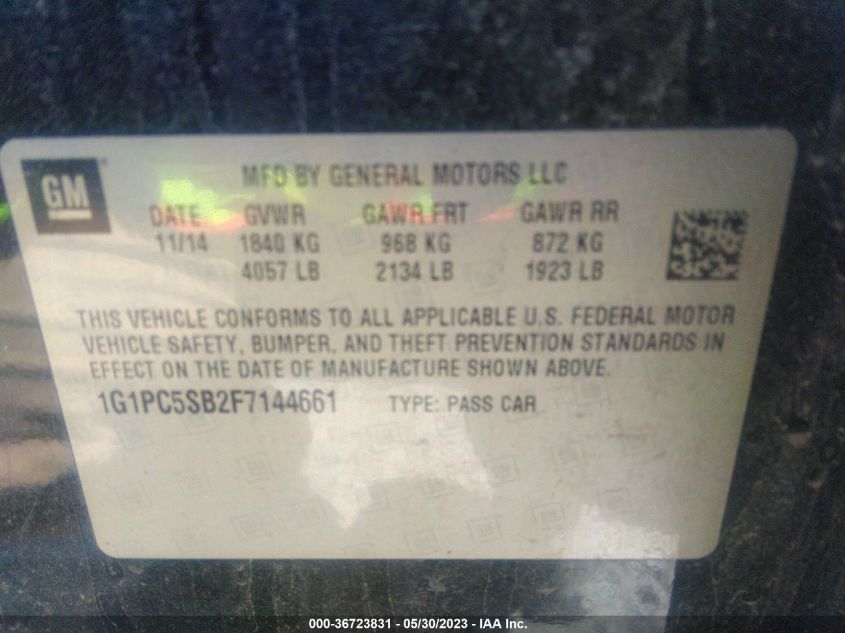 GM
MFD BY GENERAL MOTORS LLC
DATE GVWR GAWR FRT GAWR RR
11/14 1840 KG 968 KG 872 KG
4057 LB 2134 LB 1923 LB
THIS VEHICLE CONFORMS TO ALL APPLICABLE U.S. FEDERAL MOTOR
VEHICLE SAFETY, BUMPER, AND THEFT PREVENTION STANDARDS IN
EFFECT ON THE DATE OF MANUFACTURE SHOWN ABOVE.
1G1PC5SB2F7144661 TYPE: PASS CAR
000-36723831 - 05/30/2023 - IAA Inc.